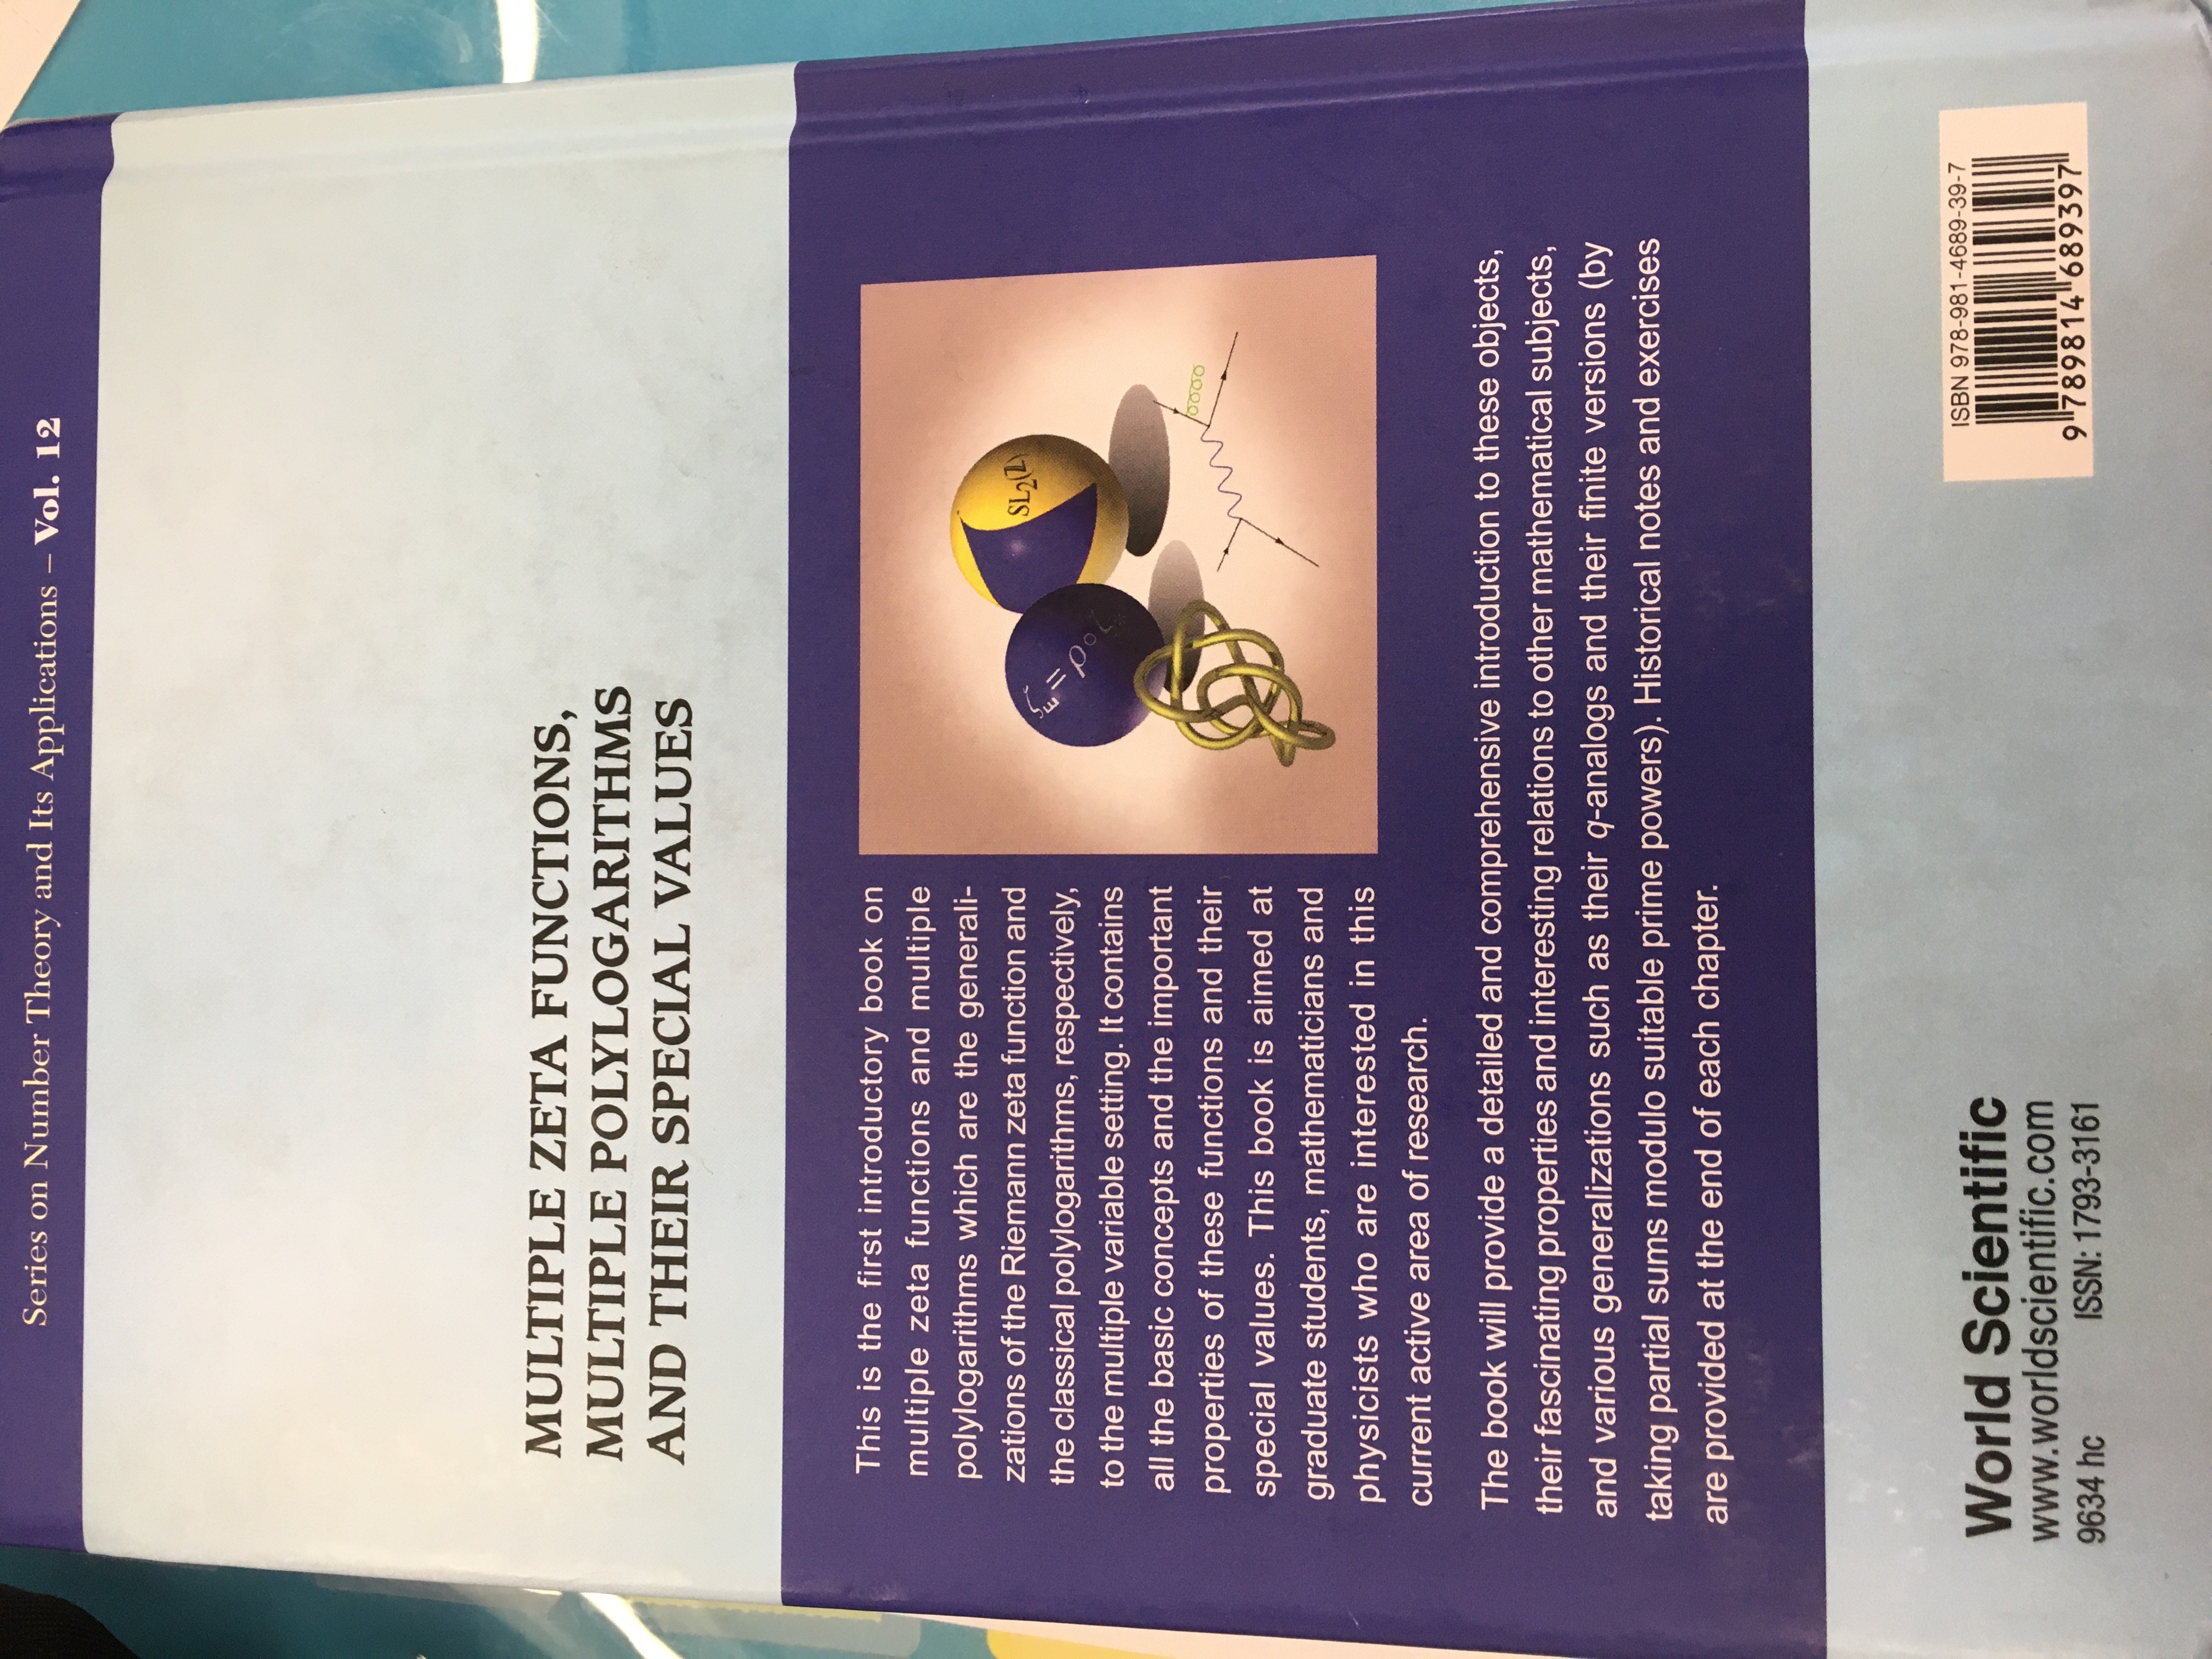 Series on Number Theory and Its Applications – Vol. 12
MULTIPLE ZETA FUNCTIONS,
MULTIPLE POLYLOGARITHMS
AND THEIR SPECIAL VALUES
This is the first introductory book on
multiple zeta functions and multiple
polylogarithms which are the generali-
zations of the Riemann zeta function and
the classical polylogarithms, respectively,
to the multiple variable setting. It contains
all the basic concepts and the important
properties of these functions and their
special values. This book is aimed at
graduate students, mathematicians and
physicists who are interested in this
current active area of research.
SL₂(ℤ)
The book will provide a detailed and comprehensive introduction to these objects,
their fascinating properties and interesting relations to other mathematical subjects,
and various generalizations such as their q-analogs and their finite versions (by
taking partial sums modulo suitable prime powers). Historical notes and exercises
are provided at the end of each chapter.
World Scientific
www.worldscientific.com
9634 hc ISSN: 1793-3161
ISBN 978-981-4689-39-7
9 789814 689397